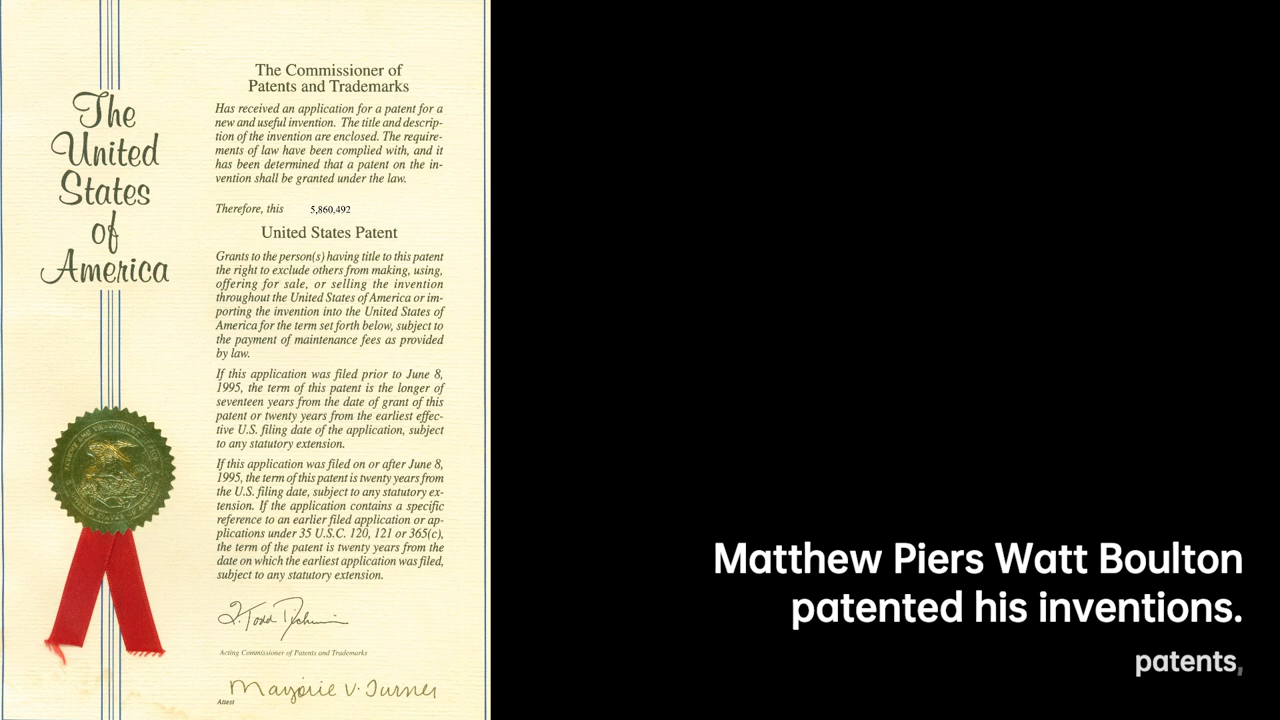 The
United
States
of
America
The Commissioner of
Patents and Trademarks
Has received an application for a patent for a
new and useful invention. The title and descrip-
tion of the invention are enclosed. The require-
ments of law have been complied with, and it
has been determined that a patent on the in-
vention shall be granted under the law.
Therefore, this 5,860,492
United States Patent
Grants to the person(s) having title to this patent
the right to exclude others from making, using,
offering for sale, or selling the invention
throughout the United States of America or im-
porting the invention into the United States of
America for the term set forth below, subject to
the payment of maintenance fees as provided
by law.
If this application was filed prior to June 8,
1995, the term of this patent is the longer of
seventeen years from the date of grant of this
patent or twenty years from the earliest effec-
tive U.S. filing date of the application, subject
to any statutory extension.
If this application was filed on or after June 8,
1995, the term of this patent is twenty years from
the U.S. filing date, subject to any statutory ex-
tension. If the application contains a specific
reference to an earlier filed application or ap-
plications under 35 U.S.C. 120, 121 or 365(c),
the term of the patent is twenty years from the
date on which the earliest application was filed,
subject to any statutory extension.
Acting Commissioner of Patents and Trademarks
Marjorie V. Turner
Attest
Matthew Piers Watt Boulton
patented his inventions.
patents,